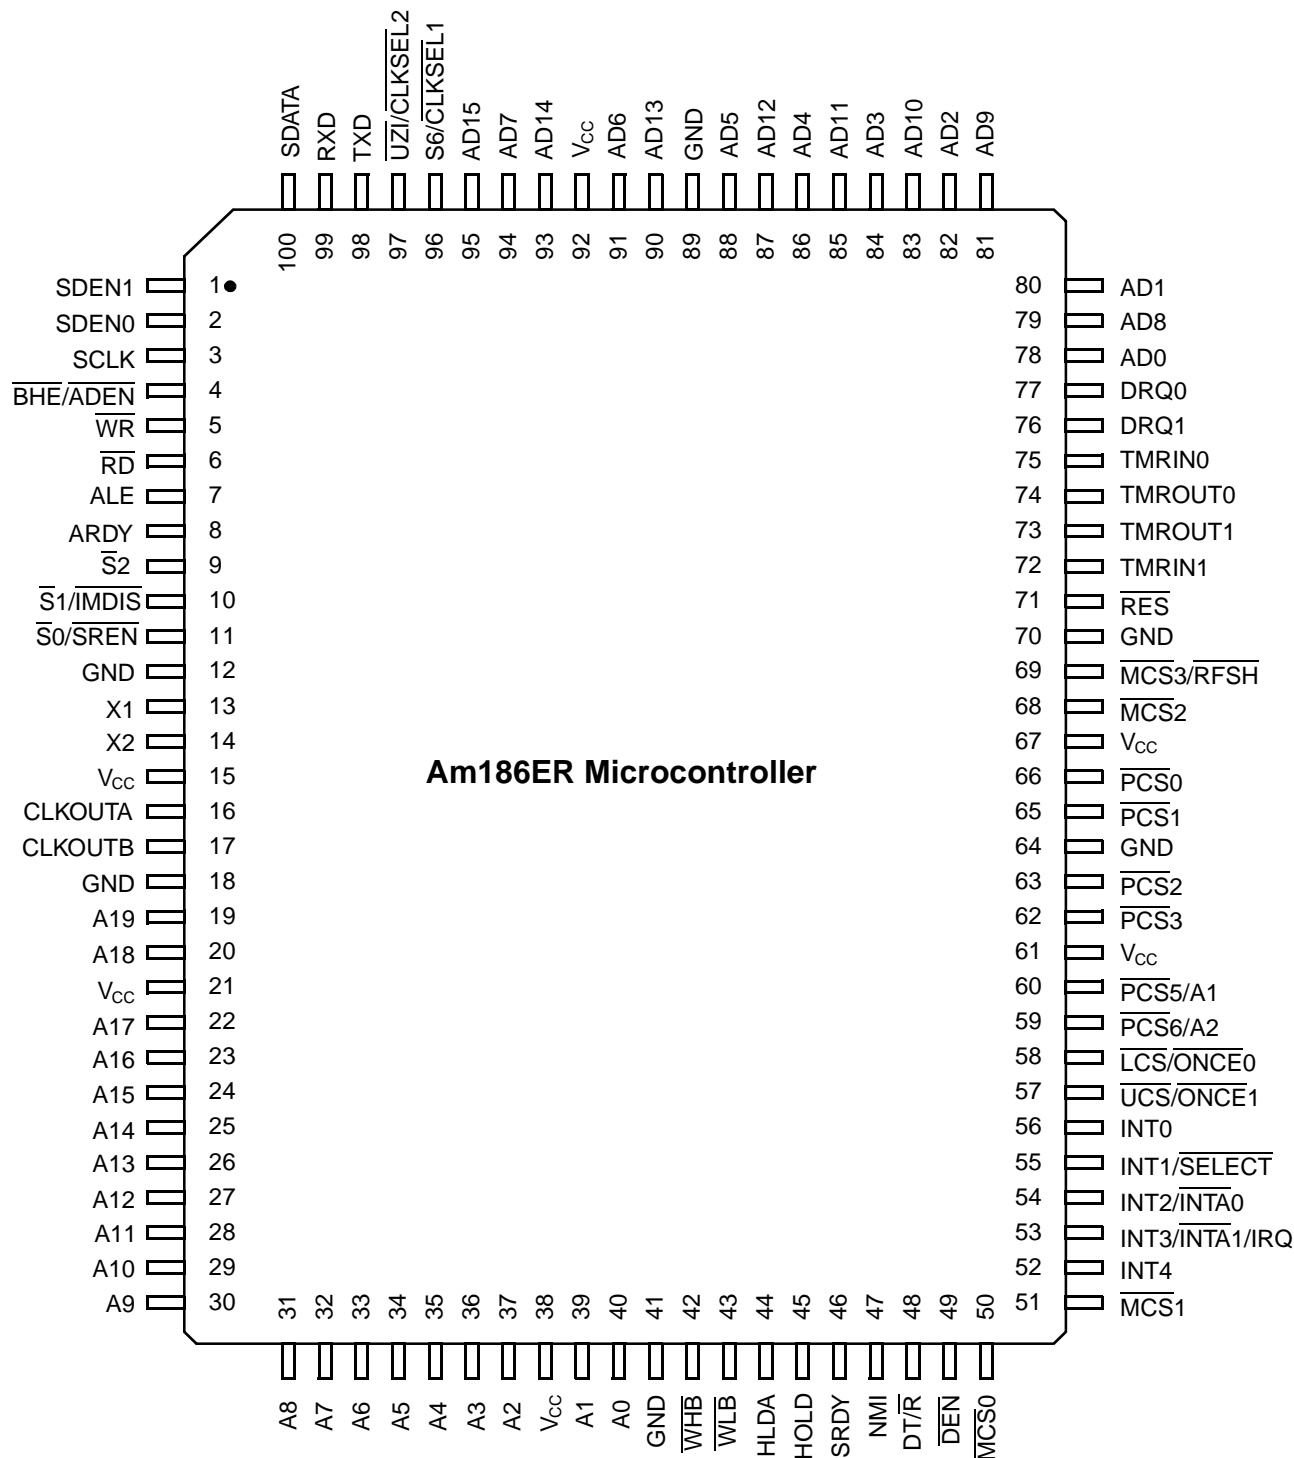 SDATA RXD TXD UZI/CLKSEL2 S6/CLKSEL1 AD15 AD7 AD14 VCC AD6 AD13 GND AD5 AD12 AD4 AD11 AD3 AD10 AD2 AD9
100 99 98 97 96 95 94 93 92 91 90 89 88 87 86 85 84 83 82 81
SDEN1 1 80 AD1
SDEN0 2 79 AD8
SCLK 3 78 AD0
BHE/ADEN 4 77 DRQ0
WR 5 76 DRQ1
RD 6 75 TMRIN0
ALE 7 74 TMROUT0
ARDY 8 73 TMROUT1
S2 9 72 TMRIN1
S1/IMDIS 10 71 RES
S0/SREN 11 70 GND
GND 12 69 MCS3/RFSH
X1 13 68 MCS2
X2 14 67 VCC
Am186ER Microcontroller
VCC 15 66 PCS0
CLKOUTA 16 65 PCS1
CLKOUTB 17 64 GND
GND 18 63 PCS2
A19 19 62 PCS3
A18 20 61 VCC
VCC 21 60 PCS5/A1
A17 22 59 PCS6/A2
A16 23 58 LCS/ONCE0
A15 24 57 UCS/ONCE1
A14 25 56 INT0
A13 26 55 INT1/SELECT
A12 27 54 INT2/INTA0
A11 28 53 INT3/INTA1/IRQ
A10 29 52 INT4
A9 30 51 MCS1
31 32 33 34 35 36 37 38 39 40 41 42 43 44 45 46 47 48 49 50
A8 A7 A6 A5 A4 A3 A2 VCC A1 A0 GND WHB WLB HLDA HOLD SRDY NMI DT/R DEN MCS0